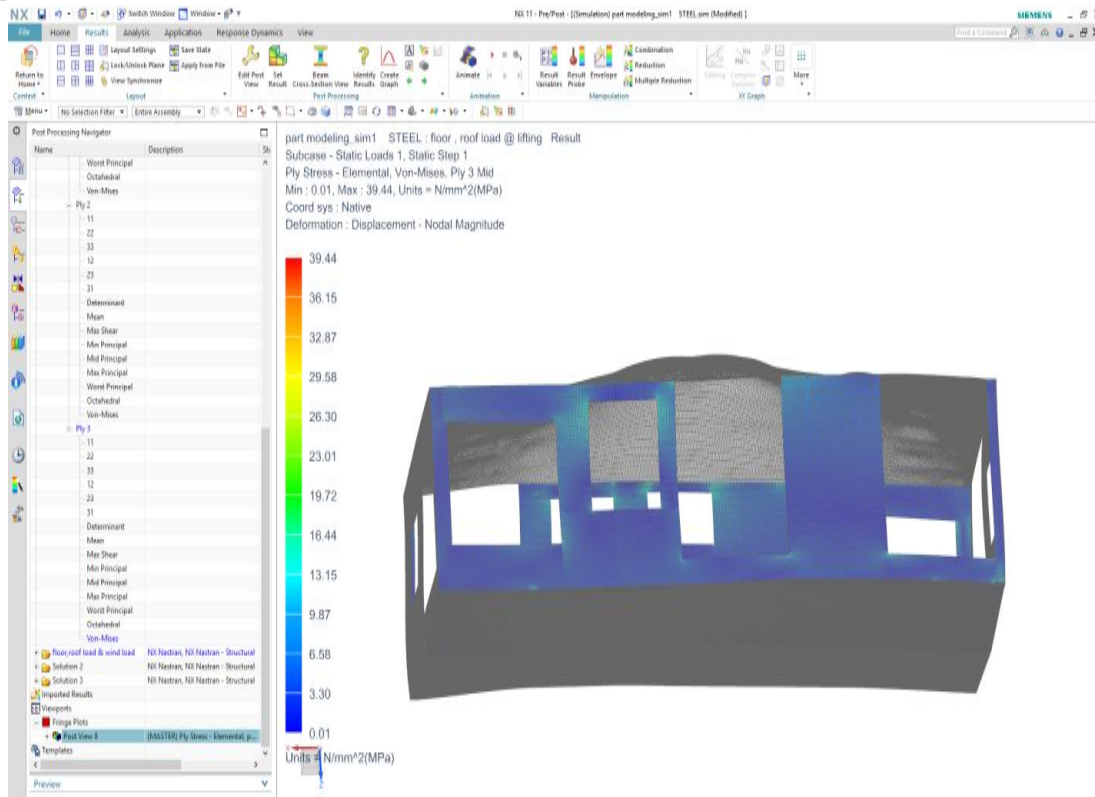 NX
Switch Window
Window
NX 11 - Pre/Post - [(Simulation) part modeling_sim1 STEEL.sim (Modified) ]
SIEMENS
File
Home
Results
Analysis
Application
Response Dynamics
View
Find a Command
Return to Home
Layout Settings
Save State
Lock/Unlock Plane
Apply from File
View Synchronize
Edit Post View
Set Result
Beam Cross-Section View
Identify Results
Create Graph
Animate
Result Variables
Result Probe
Envelope
Combination
Reduction
Multiple Reduction
More
Context
Layout
Post Processing
Animation
Manipulation
XY Graph
Menu
No Selection Filter
Entire Assembly
Post Processing Navigator
Name
Description
Worst Principal
Octahedral
Von-Mises
Ply 2
11
22
33
12
23
31
Determinant
Mean
Max Shear
Min Principal
Mid Principal
Max Principal
Worst Principal
Octahedral
Von-Mises
Ply 3
11
22
33
12
23
31
Determinant
Mean
Max Shear
Min Principal
Mid Principal
Max Principal
Worst Principal
Octahedral
Von-Mises
floor,roof load & wind load NX Nastran, NX Nastran - Structural
Solution 2 NX Nastran, NX Nastran - Structural
Solution 3 NX Nastran, NX Nastran - Structural
Imported Results
Viewports
Fringe Plots
Post View 8 (MASTER) Ply Stress - Elemental, p...
Templates
Preview
part modeling_sim1 STEEL : floor , roof load @ lifting Result
Subcase - Static Loads 1, Static Step 1
Ply Stress - Elemental, Von-Mises, Ply 3 Mid
Min : 0.01, Max : 39.44, Units = N/mm^2(MPa)
Coord sys : Native
Deformation : Displacement - Nodal Magnitude
39.44
36.15
32.87
29.58
26.30
23.01
19.72
16.44
13.15
9.87
6.58
3.30
0.01
Units = N/mm^2(MPa)